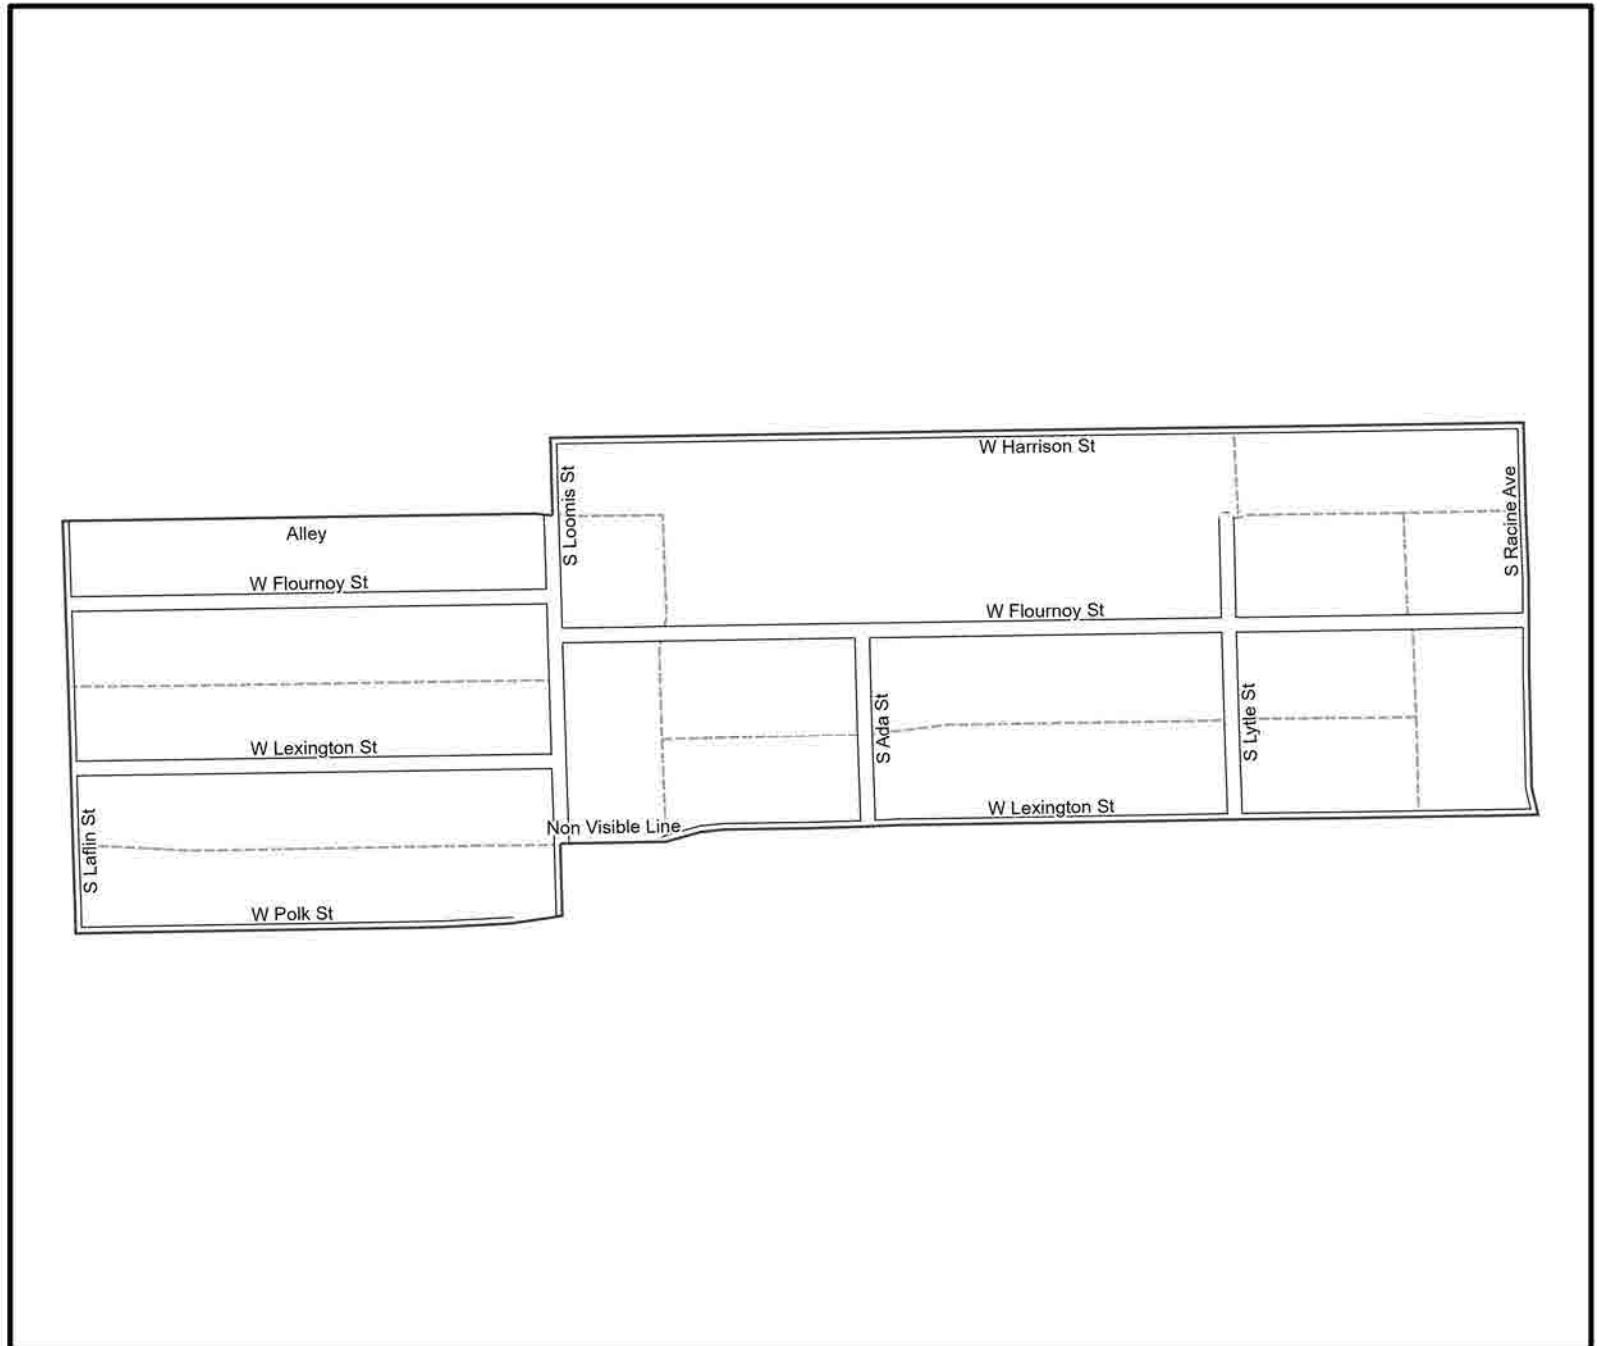 W Harrison St
S Loomis St
S Racine Ave
Alley
W Flournoy St
W Flournoy St
S Ada St
S Lytle St
W Lexington St
W Lexington St
S Laflin St
Non Visible Line
W Polk St